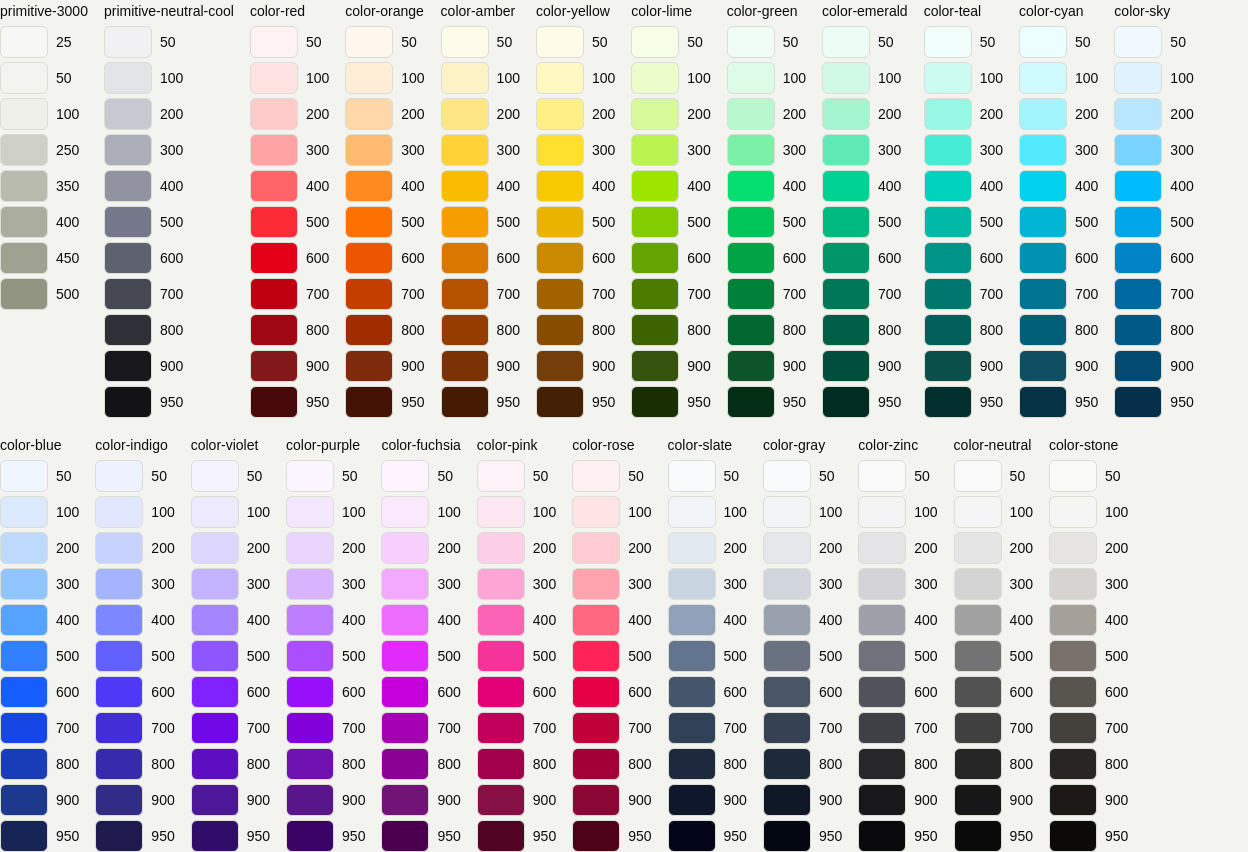 primitive-3000 primitive-neutral-cool color-red color-orange color-amber color-yellow color-lime color-green color-emerald color-teal color-cyan color-sky
25 50 50 50 50 50 50 50 50 50 50 50
50 100 100 100 100 100 100 100 100 100 100 100
100 200 200 200 200 200 200 200 200 200 200 200
250 300 300 300 300 300 300 300 300 300 300 300
350 400 400 400 400 400 400 400 400 400 400 400
400 500 500 500 500 500 500 500 500 500 500 500
450 600 600 600 600 600 600 600 600 600 600 600
500 700 700 700 700 700 700 700 700 700 700 700
800 800 800 800 800 800 800 800 800 800 800
900 900 900 900 900 900 900 900 900 900 900
950 950 950 950 950 950 950 950 950 950 950
color-blue color-indigo color-violet color-purple color-fuchsia color-pink color-rose color-slate color-gray color-zinc color-neutral color-stone
50 50 50 50 50 50 50 50 50 50 50 50
100 100 100 100 100 100 100 100 100 100 100 100
200 200 200 200 200 200 200 200 200 200 200 200
300 300 300 300 300 300 300 300 300 300 300 300
400 400 400 400 400 400 400 400 400 400 400 400
500 500 500 500 500 500 500 500 500 500 500 500
600 600 600 600 600 600 600 600 600 600 600 600
700 700 700 700 700 700 700 700 700 700 700 700
800 800 800 800 800 800 800 800 800 800 800 800
900 900 900 900 900 900 900 900 900 900 900 900
950 950 950 950 950 950 950 950 950 950 950 950